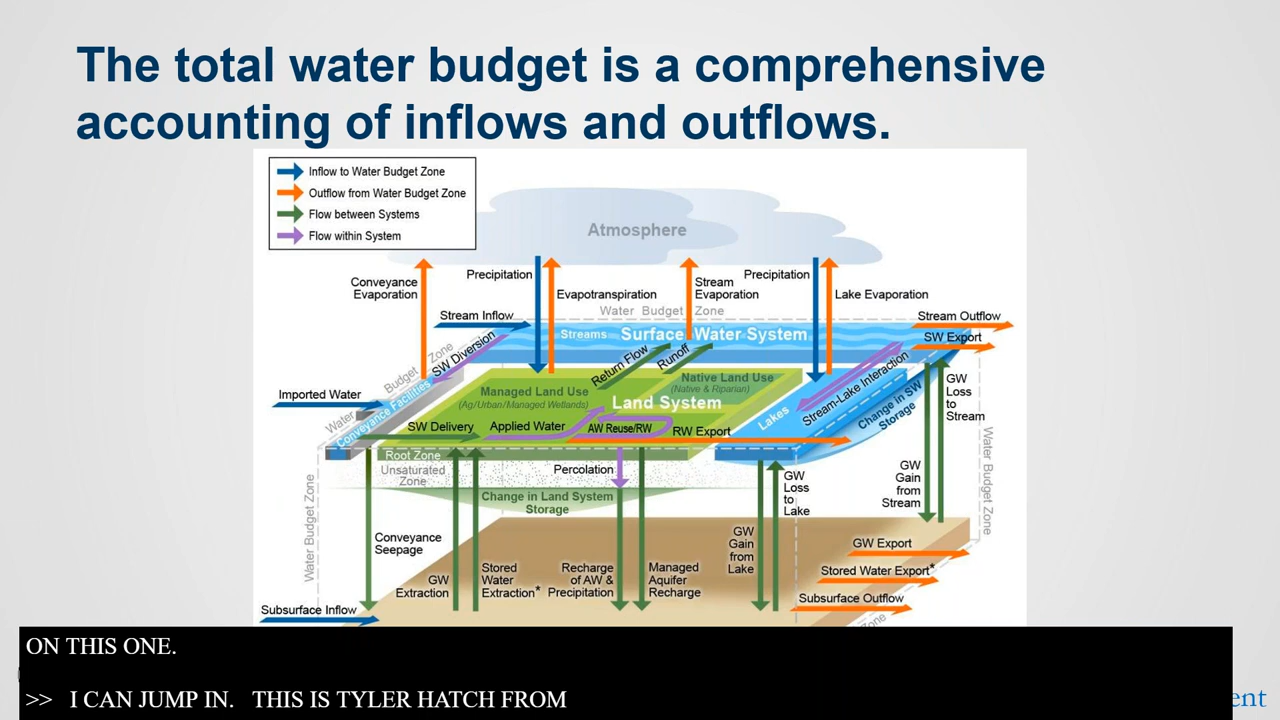 The total water budget is a comprehensive
accounting of inflows and outflows.
Inflow to Water Budget Zone
Outflow from Water Budget Zone
Flow between Systems
Flow within System
Atmosphere
Conveyance
Evaporation
Precipitation
Evapotranspiration
Stream
Evaporation
Precipitation
Lake Evaporation
Water Budget Zone
Stream Inflow
Streams
Surface Water System
Stream Outflow
SW Export
Water Budget Zone
SW Diversion
Return Flow
Runoff
Stream-Lake Interaction
Imported Water
Conveyance Facilities
Managed Land Use
(Ag/Urban/Managed Wetlands)
Native Land Use
(Native & Riparian)
Land System
Lakes
Change in SW
Storage
GW
Loss
to
Stream
SW Delivery
Applied Water
AW Reuse/RW
RW Export
Root Zone
Unsaturated
Zone
Percolation
Change in Land System
Storage
GW
Loss
to
Lake
GW
Gain
from
Stream
Water Budget Zone
Water Budget Zone
Conveyance
Seepage
GW
Extraction
Stored
Water
Extraction*
Recharge
of AW &
Precipitation
Managed
Aquifer
Recharge
GW
Gain
from
Lake
GW Export
Stored Water Export*
Subsurface Outflow
Subsurface Inflow
Zone
ON THIS ONE.
>> I CAN JUMP IN. THIS IS TYLER HATCH FROM
ent